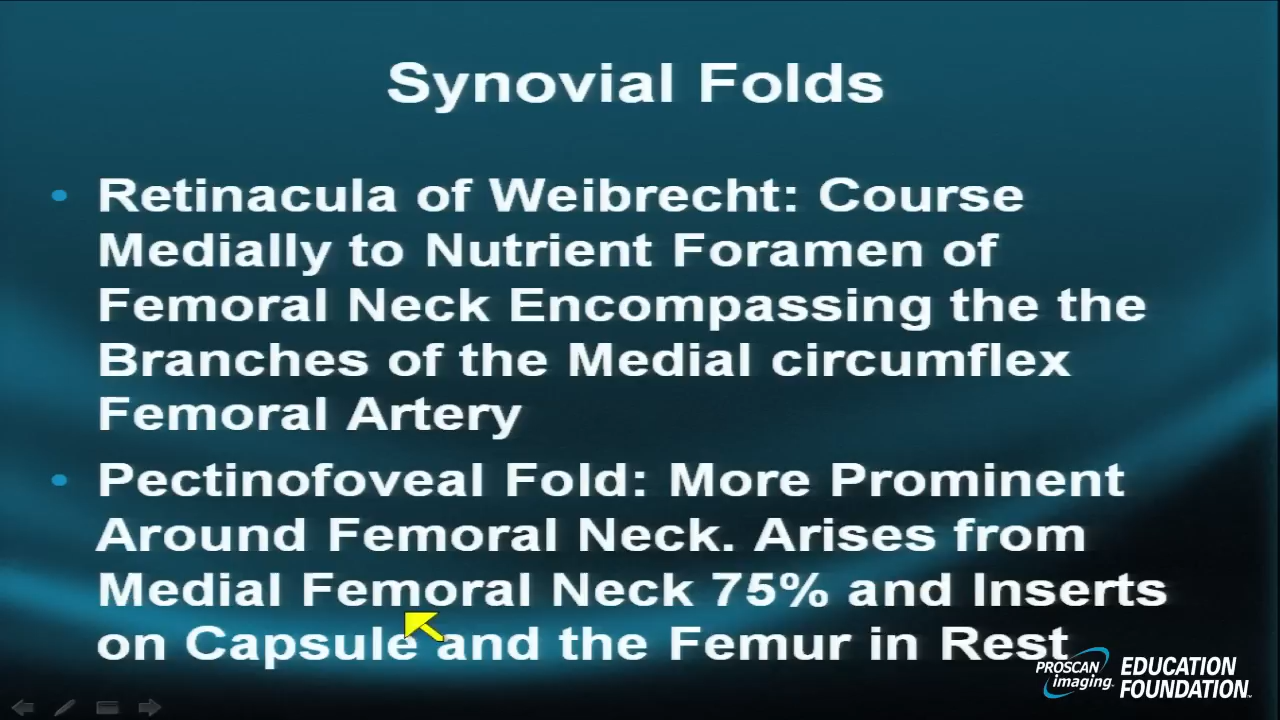 Synovial Folds
• Retinacula of Weibrecht: Course
Medially to Nutrient Foramen of
Femoral Neck Encompassing the the
Branches of the Medial circumflex
Femoral Artery
• Pectinofoveal Fold: More Prominent
Around Femoral Neck. Arises from
Medial Femoral Neck 75% and Inserts
on Capsule and the Femur in Rest
PROSCAN imaging EDUCATION FOUNDATION